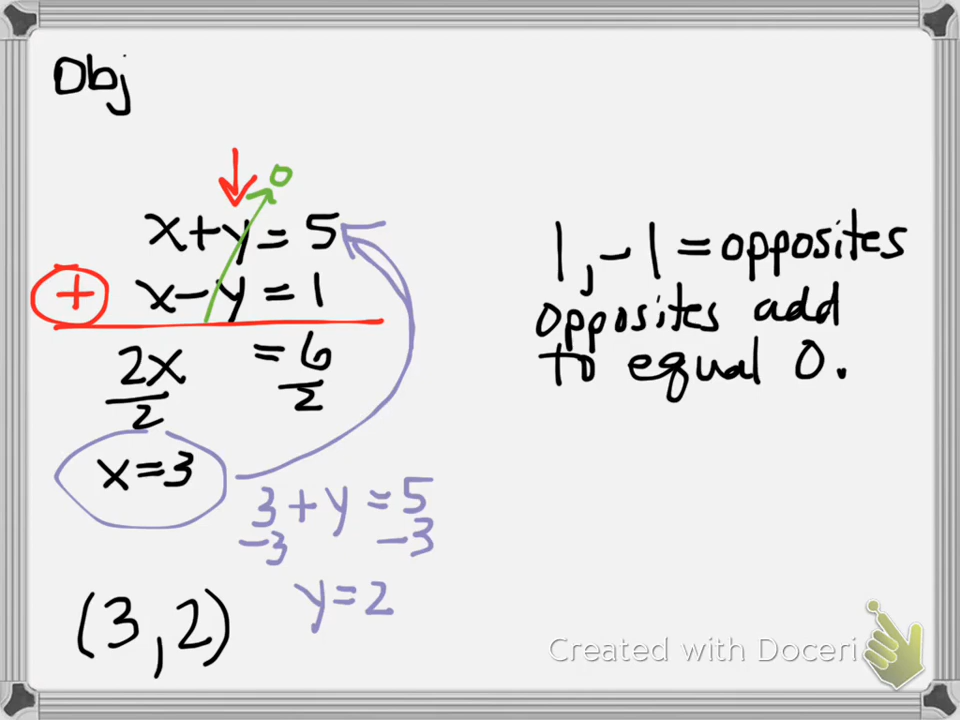 Obj
0
x+y=5
+ x-y=1
2x =6
2 2
x=3
3+y=5
-3 -3
y=2
(3,2)
1,-1=opposites
opposites add
to equal 0.
Created with Doceri